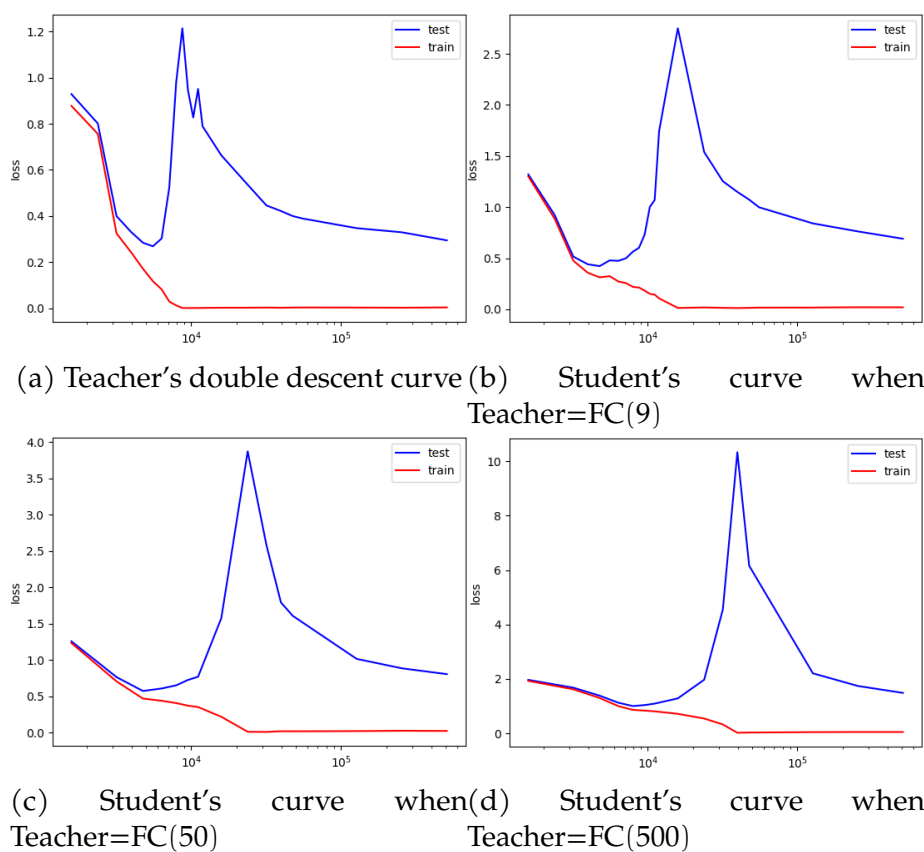 1.2
1.0
0.8
0.6
0.4
0.2
0.0
loss
test
train
10^4
10^5
2.5
2.0
1.5
1.0
0.5
0.0
loss
test
train
10^4
10^5
(a) Teacher's double descent curve
(b) Student's curve when
Teacher=FC(9)
4.0
3.5
3.0
2.5
2.0
1.5
1.0
0.5
0.0
loss
test
train
10^4
10^5
10
8
6
4
2
0
loss
test
train
10^4
10^5
(c) Student's curve when
Teacher=FC(50)
(d) Student's curve when
Teacher=FC(500)